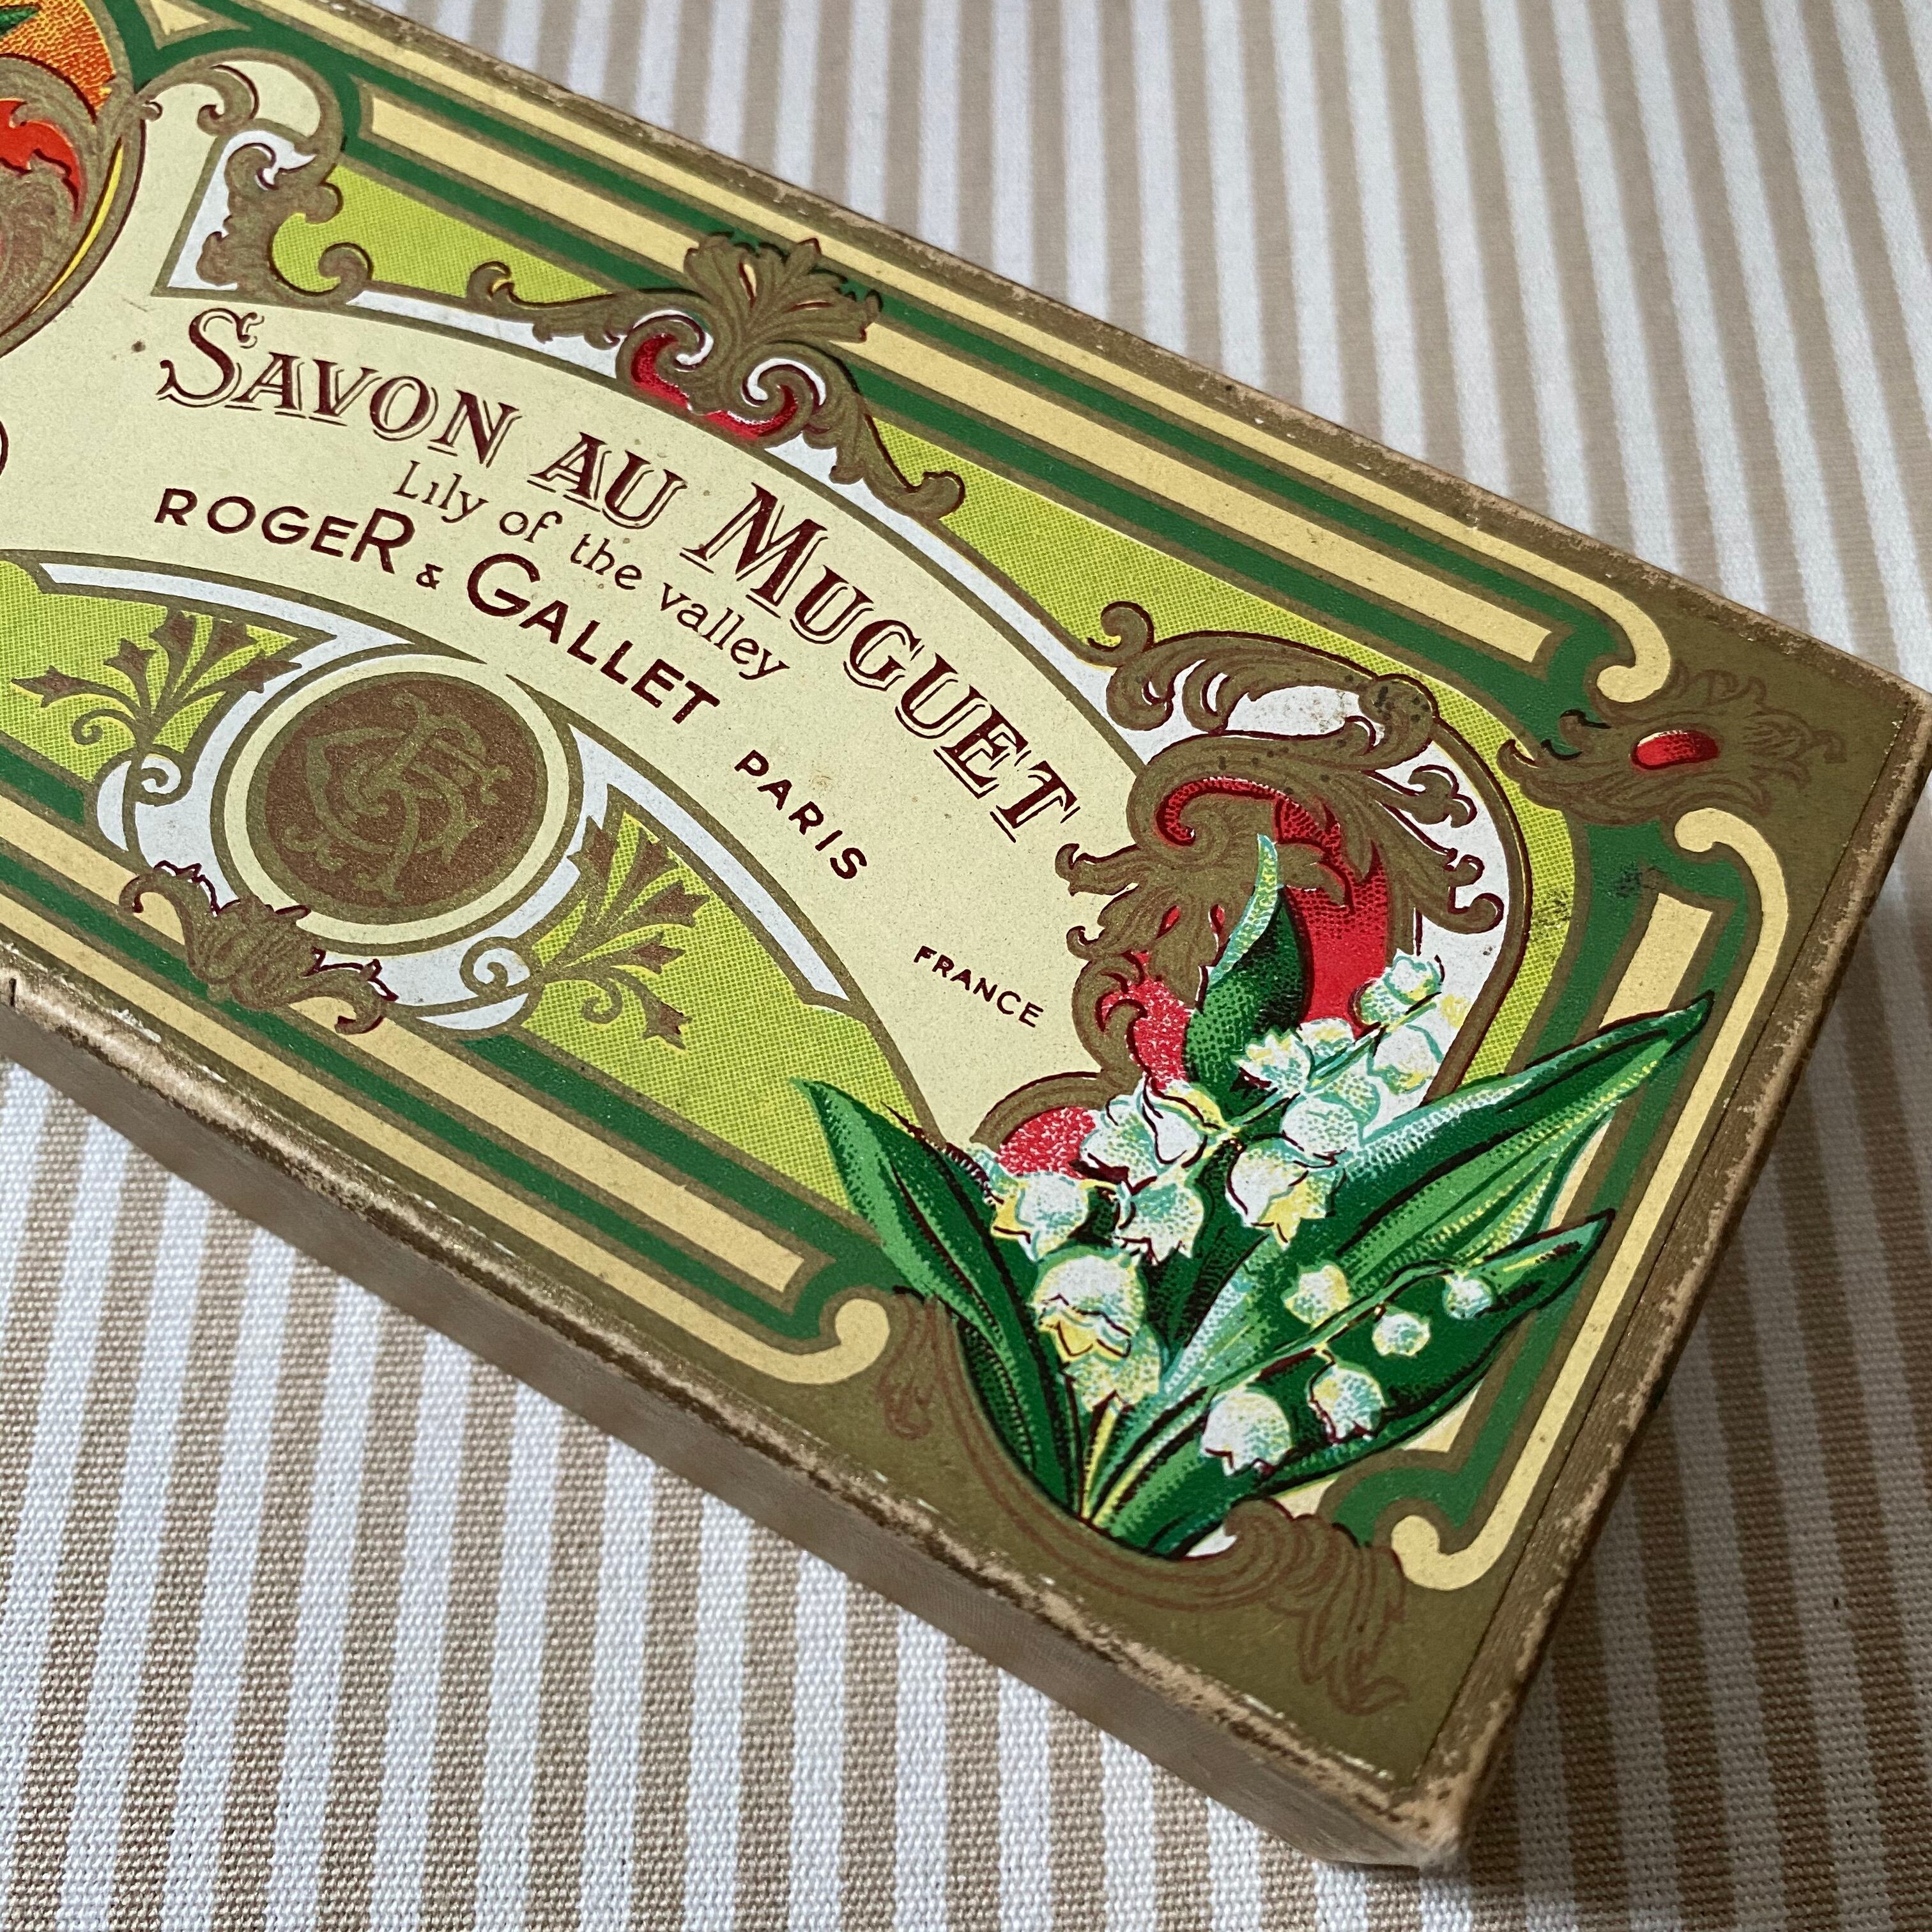 SAVON AU MUGUET
Lily of the valley
ROGER & GALLET PARIS
FRANCE